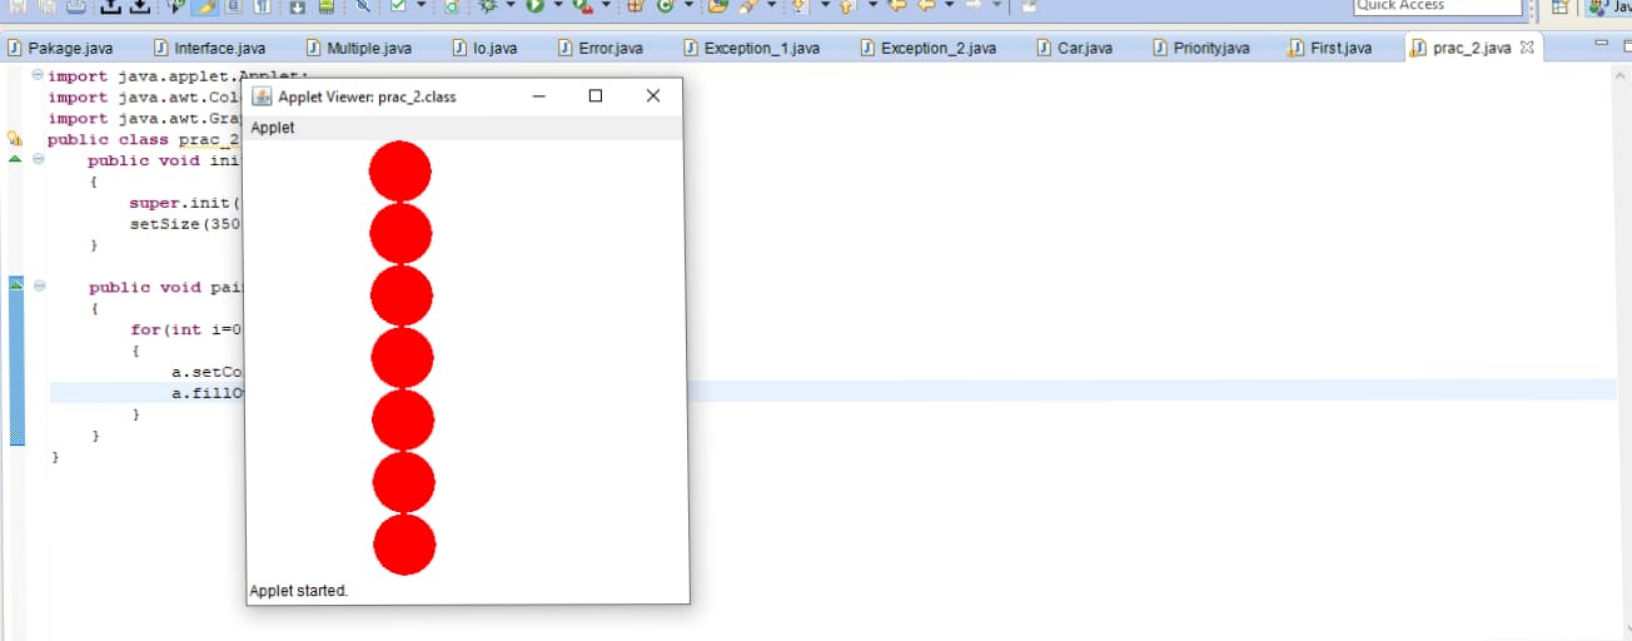 Quick Access
Jav
Pakage.java Interface.java Multiple.java Io.java Error.java Exception_1.java Exception_2.java Car.java Priority.java First.java prac_2.java
import java.applet.Applet;
import java.awt.Col
import java.awt.Gra
public class prac_2
public void ini
{
super.init(
setSize(350
}
public void pai
{
for(int i=0
{
a.setCo
a.fillO
}
}
}
Applet Viewer: prac_2.class
Applet
Applet started.